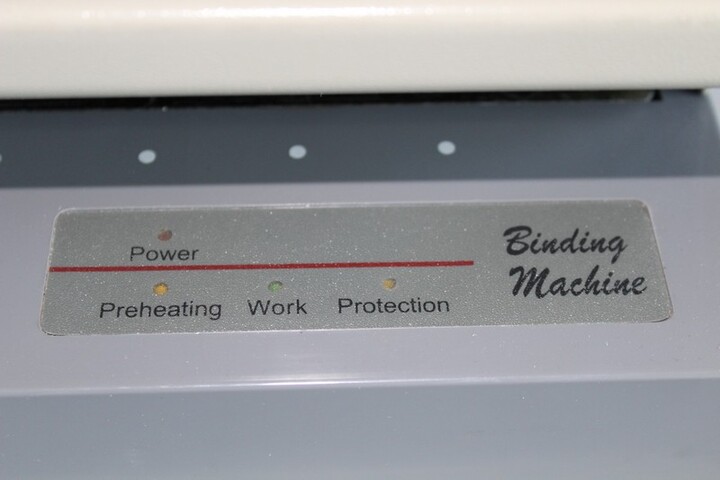 Power
Preheating Work Protection
Binding
Machine